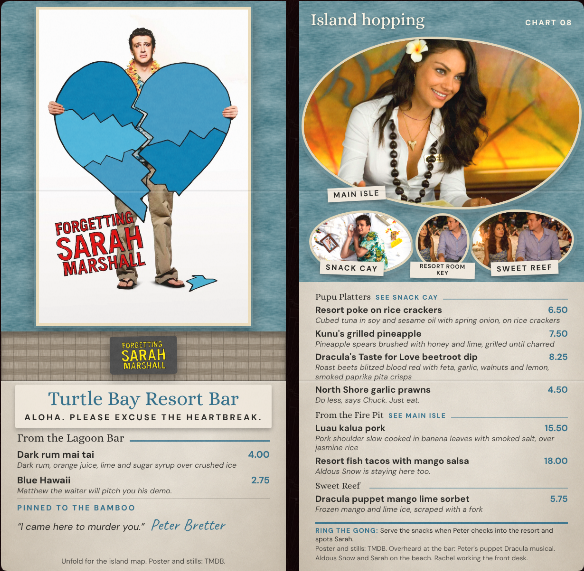 FORGETTING
SARAH
MARSHALL
FORGETTING
SARAH
MARSHALL
Turtle Bay Resort Bar
ALOHA. PLEASE EXCUSE THE HEARTBREAK.
From the Lagoon Bar
Dark rum mai tai 4.00
Dark rum, orange juice, lime and sugar syrup over crushed ice
Blue Hawaii 2.75
Matthew the waiter will pitch you his demo.
PINNED TO THE BAMBOO
"I came here to murder you." Peter Bretter
Unfold for the island map. Poster and stills: TMDB.
Island hopping
CHART 08
MAIN ISLE
SNACK CAY
RESORT ROOM
KEY
SWEET REEF
Pupu Platters SEE SNACK CAY
Resort poke on rice crackers 6.50
Cubed tuna in soy and sesame oil with spring onion, on rice crackers
Kunu's grilled pineapple 7.50
Pineapple spears brushed with honey and lime, grilled until charred
Dracula's Taste for Love beetroot dip 8.25
Roast beets blitzed bread with feta, garlic, walnuts and lemon,
smoked paprika pita crisps
North Shore garlic prawns 4.50
Do less, says Chuck. Just eat.
From the Fire Pit SEE MAIN ISLE
Luau kalua pork 15.50
Pork shoulder slow cooked in banana leaves with smoked salt, over
jasmine rice
Resort fish tacos with mango salsa 18.00
Aldous Snow is staying here too.
Sweet Reef
Dracula puppet mango lime sorbet 5.75
Frozen mango and lime ice, scraped with a fork
RING THE GONG: Serve the snacks when Peter checks into the resort and
spots Sarah.
Poster and stills: TMDB. Overheard at the bar: Peter's puppet Dracula musical.
Aldous Snow and Sarah on the beach. Rachel working the front desk.